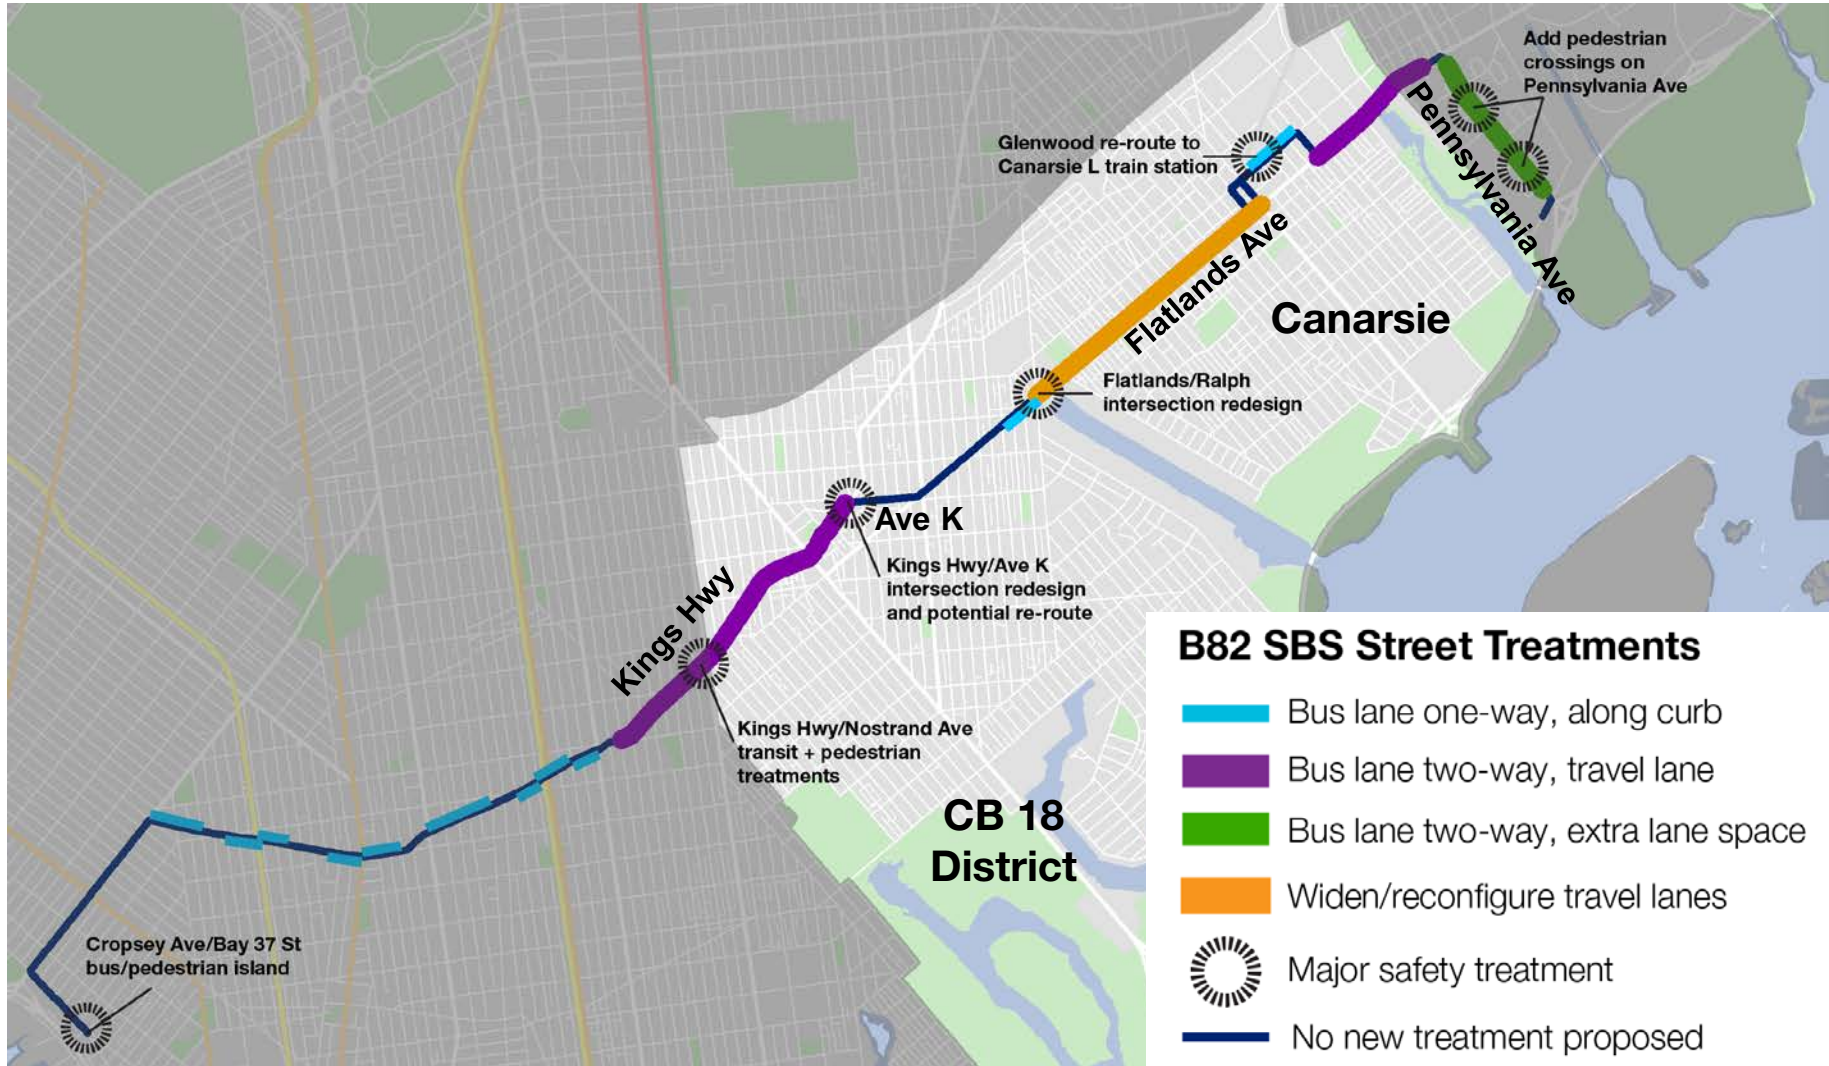 Add pedestrian
crossings on
Pennsylvania Ave
Pennsylvania Ave
Glenwood re-route to
Canarsie L train station
Flatlands Ave
Canarsie
Flatlands/Ralph
intersection redesign
Ave K
Kings Hwy/Ave K
intersection redesign
and potential re-route
Kings Hwy
Kings Hwy/Nostrand Ave
transit + pedestrian
treatments
CB 18
District
Cropsey Ave/Bay 37 St
bus/pedestrian island
B82 SBS Street Treatments
Bus lane one-way, along curb
Bus lane two-way, travel lane
Bus lane two-way, extra lane space
Widen/reconfigure travel lanes
Major safety treatment
No new treatment proposed